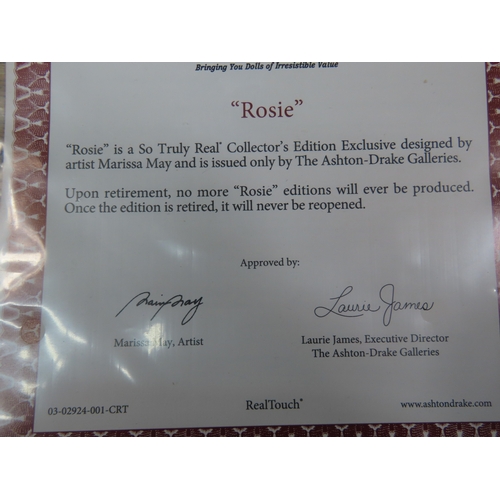 Bringing You Dolls of Irresistible Value
“Rosie”
“Rosie” is a So Truly Real® Collector's Edition Exclusive designed by
artist Marissa May and is issued only by The Ashton-Drake Galleries.
Upon retirement, no more “Rosie” editions will ever be produced.
Once the edition is retired, it will never be reopened.
Approved by:
Laurie James
Marissa May, Artist
Laurie James, Executive Director
The Ashton-Drake Galleries
03-02924-001-CRT
RealTouch®
www.ashtondrake.com